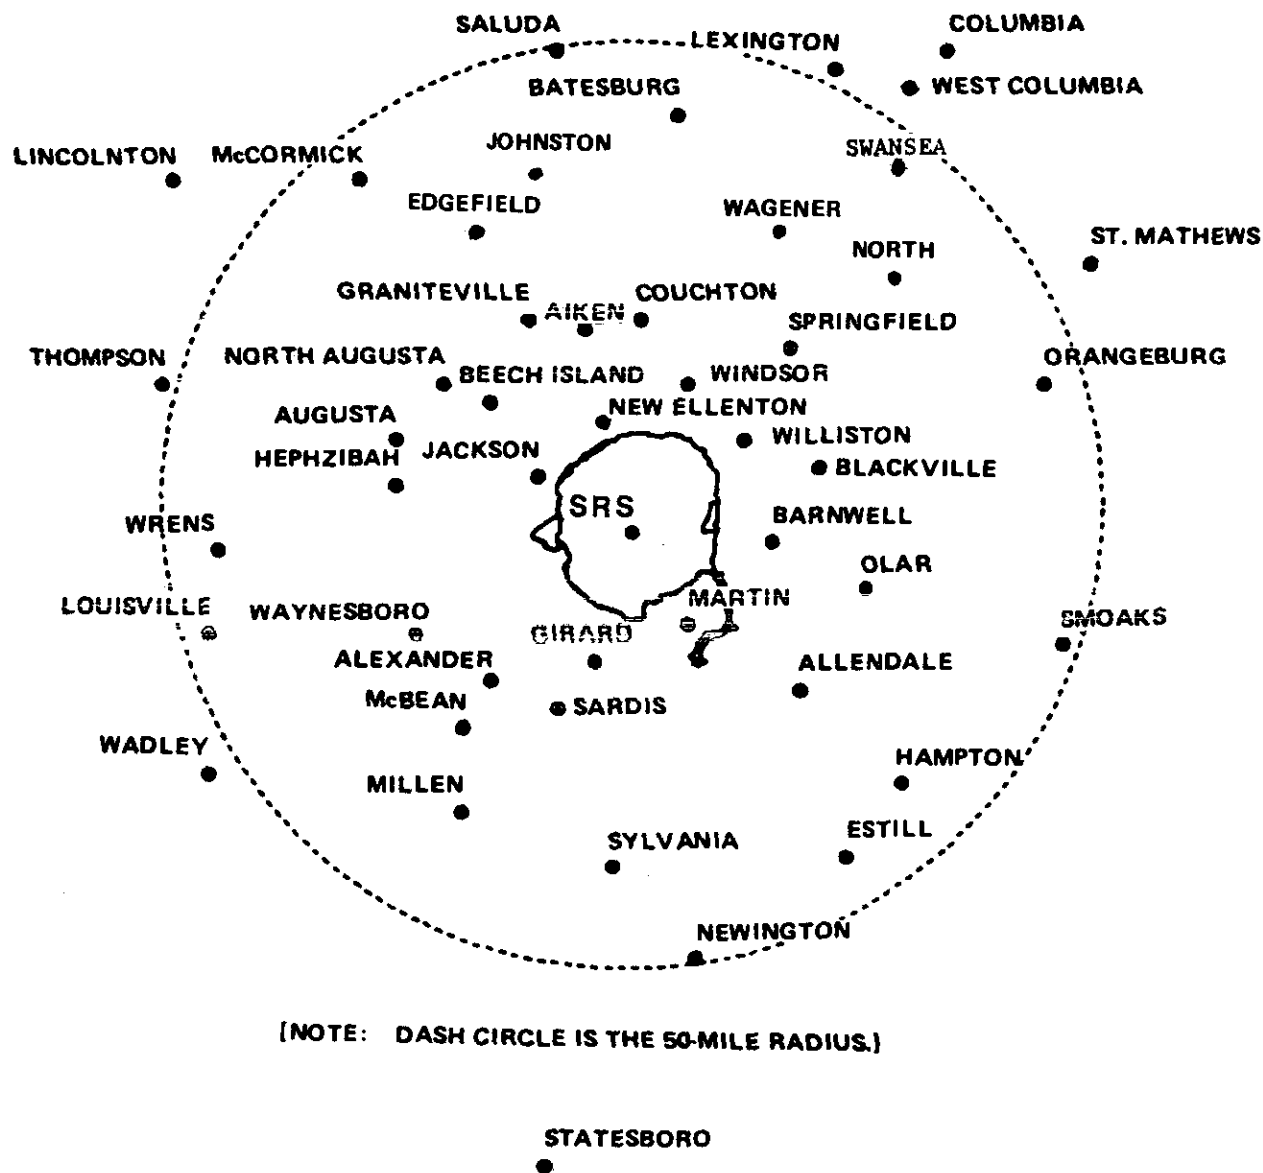 SALUDA
COLUMBIA
LEXINGTON
BATESBURG
WEST COLUMBIA
JOHNSTON
SWANSEA
LINCOLNTON
McCORMICK
EDGEFIELD
WAGENER
ST. MATHEWS
NORTH
GRANITEVILLE
AIKEN
COUCHTON
SPRINGFIELD
THOMPSON
NORTH AUGUSTA
BEECH ISLAND
WINDSOR
ORANGEBURG
AUGUSTA
NEW ELLENTON
HEPHZIBAH
JACKSON
WILLISTON
BLACKVILLE
SRS
WRENS
BARNWELL
OLAR
LOUISVILLE
WAYNESBORO
MARTIN
GIRARD
SMOAKS
ALEXANDER
ALLENDALE
McBEAN
SARDIS
WADLEY
HAMPTON
MILLEN
SYLVANIA
ESTILL
NEWINGTON
[NOTE: DASH CIRCLE IS THE 50-MILE RADIUS.]
STATESBORO